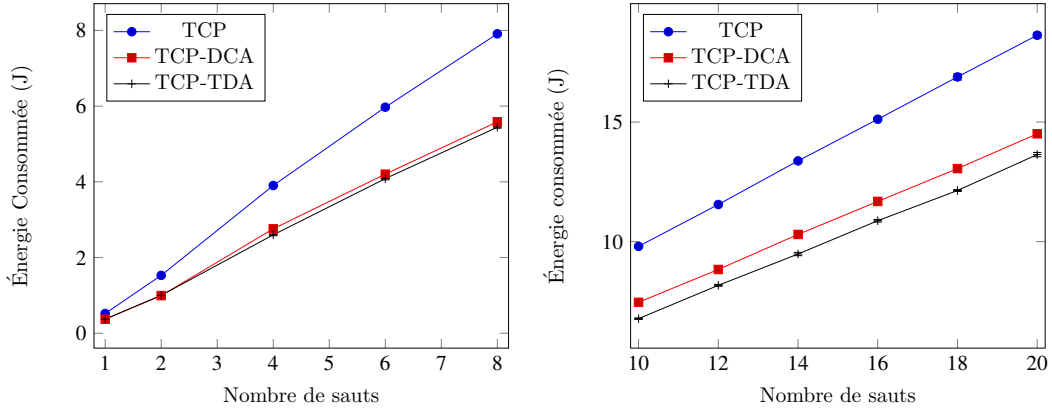 Énergie Consommée (J)
8
6
4
2
0
TCP
TCP-DCA
TCP-TDA
1 2 3 4 5 6 7 8
Nombre de sauts
Énergie consommée (J)
15
10
TCP
TCP-DCA
TCP-TDA
10 12 14 16 18 20
Nombre de sauts